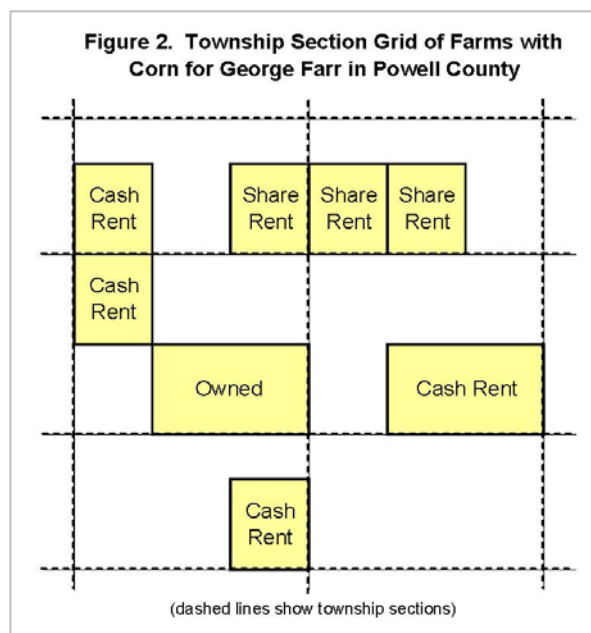 Figure 2. Township Section Grid of Farms with
Corn for George Farr in Powell County
Cash
Rent
Share
Rent
Share
Rent
Share
Rent
Cash
Rent
Owned
Cash Rent
Cash
Rent
(dashed lines show township sections)